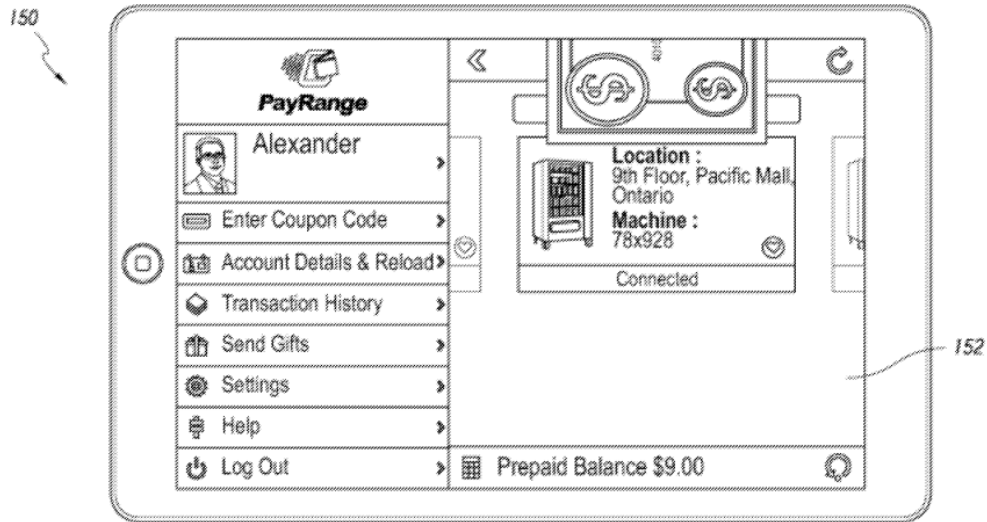 150
PayRange
Alexander
Enter Coupon Code
Account Details & Reload
Transaction History
Send Gifts
Settings
Help
Log Out
$ $
Location :
9th Floor, Pacific Mall,
Ontario
Machine :
78x928
Connected
152
Prepaid Balance $9.00